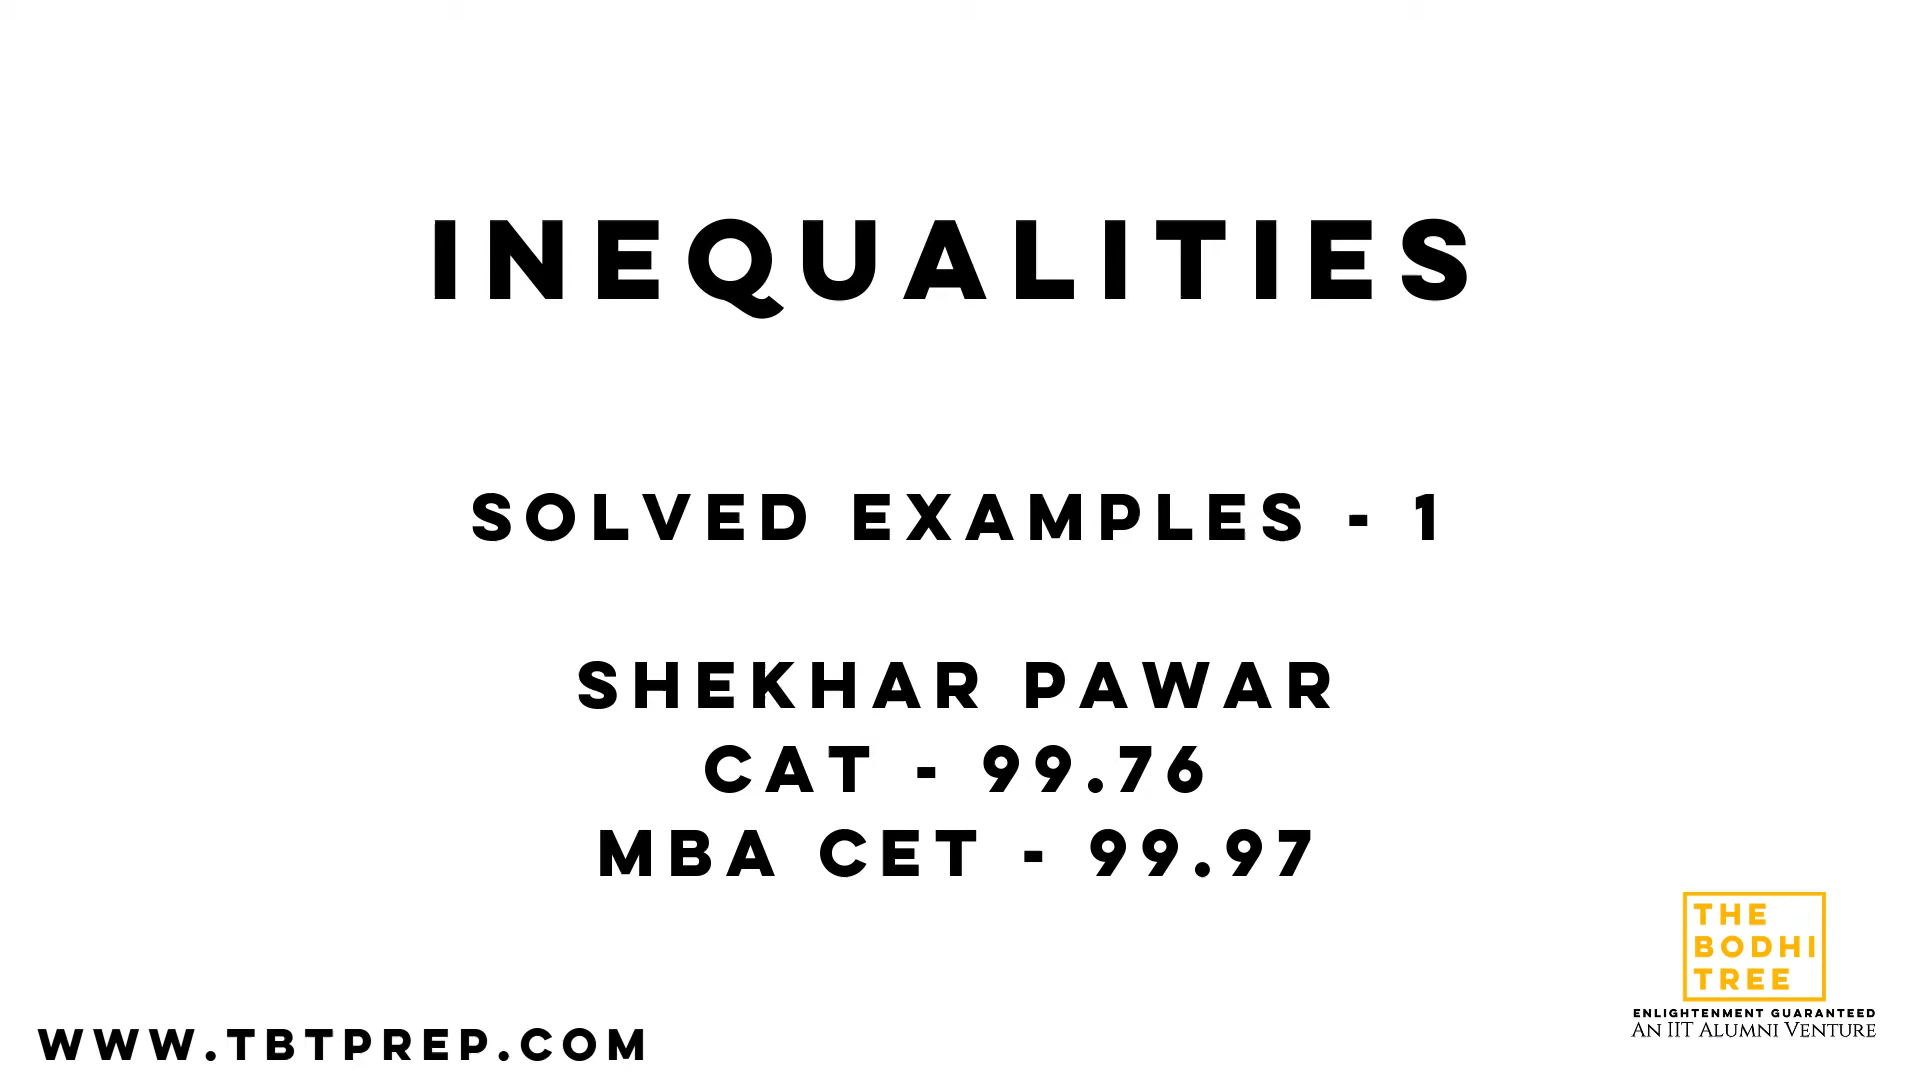 INEQUALITIES
SOLVED EXAMPLES - 1
SHEKHAR PAWAR
CAT - 99.76
MBA CET - 99.97
THE
BODHI
TREE
ENLIGHTENMENT GUARANTEED
AN IIT ALUMNI VENTURE
WWW.TBTPREP.COM